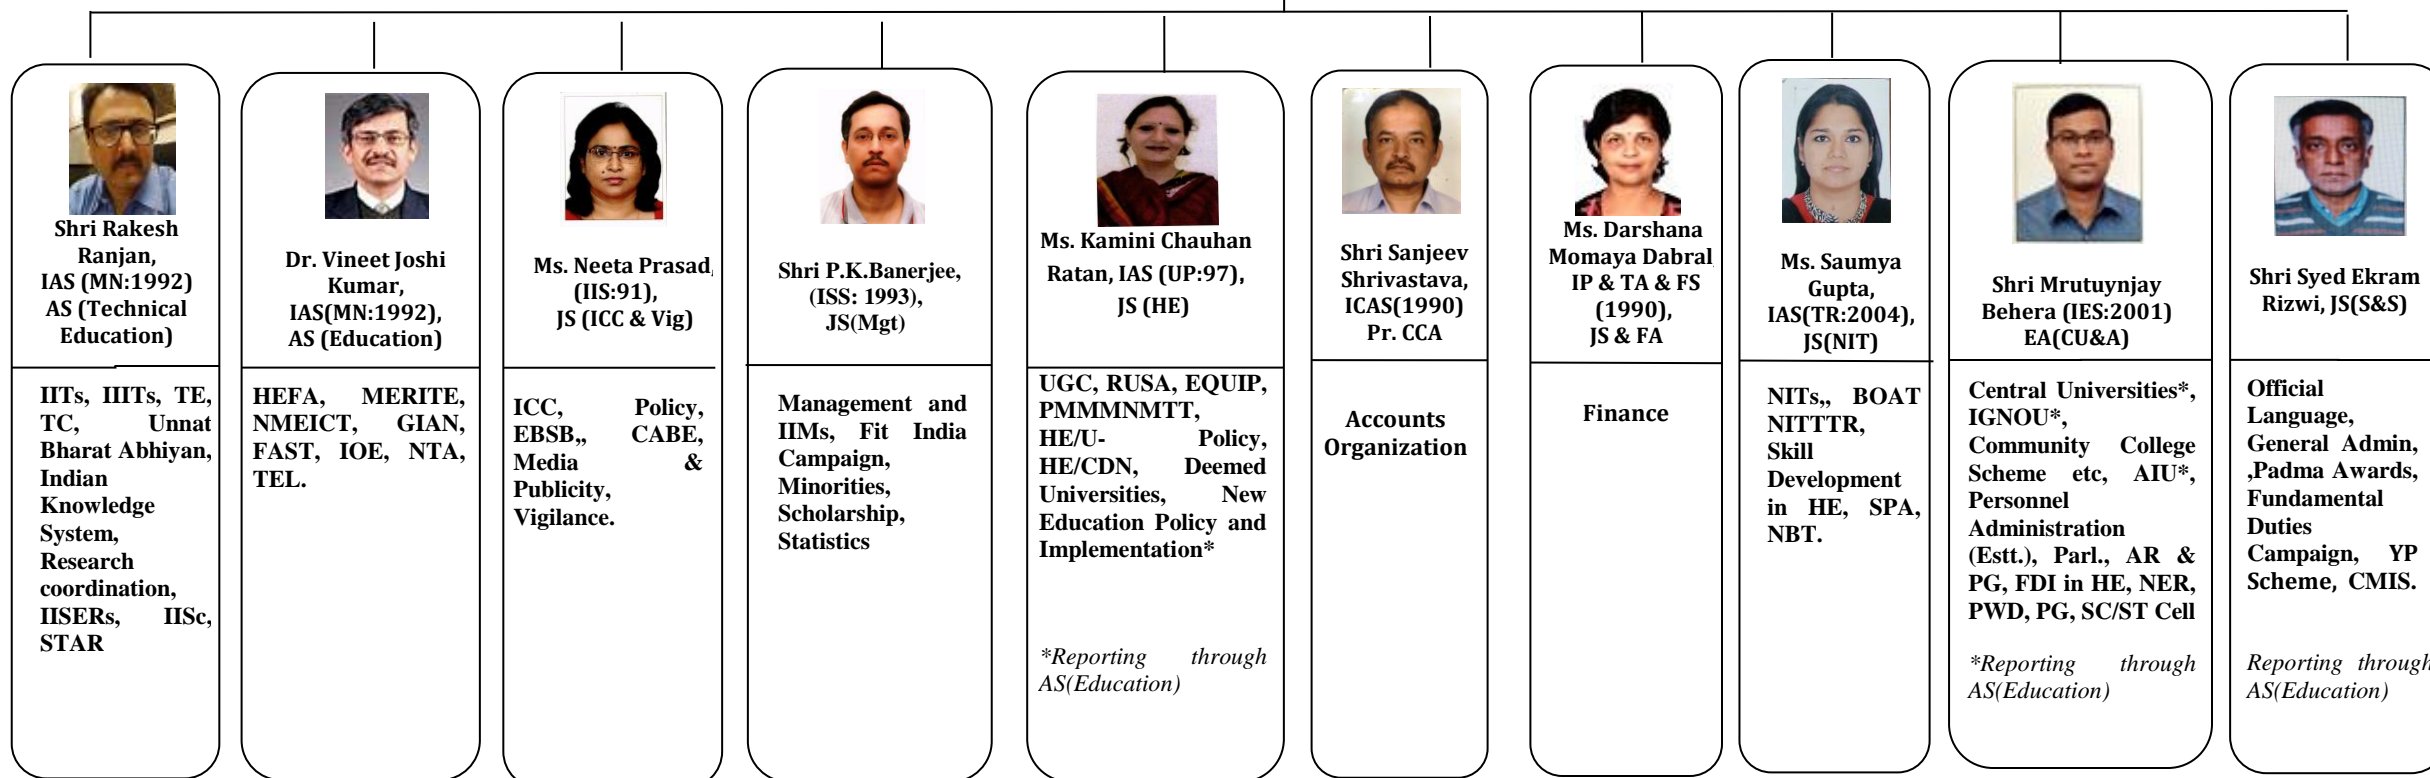 Shri Rakesh
Ranjan,
IAS (MN:1992)
AS (Technical
Education)
IITs, IIITs, TE,
TC, Unnat
Bharat Abhiyan,
Indian
Knowledge
System,
Research
coordination,
IISERs, IISc,
STAR
Dr. Vineet Joshi
Kumar,
IAS(MN:1992),
AS (Education)
HEFA, MERITE,
NMEICT, GIAN,
FAST, IOE, NTA,
TEL.
Ms. Neeta Prasad,
(IIS:91),
JS (ICC & Vig)
ICC, Policy,
EBSB,, CABE,
Media &
Publicity,
Vigilance.
Shri P.K.Banerjee,
(ISS: 1993),
JS(Mgt)
Management and
IIMs, Fit India
Campaign,
Minorities,
Scholarship,
Statistics
Ms. Kamini Chauhan
Ratan, IAS (UP:97),
JS (HE)
UGC, RUSA, EQUIP,
PMMMNMTT,
HE/U- Policy,
HE/CDN, Deemed
Universities, New
Education Policy and
Implementation*
*Reporting through
AS(Education)
Shri Sanjeev
Shrivastava,
ICAS(1990)
Pr. CCA
Accounts
Organization
Ms. Darshana
Momaya Dabral,
IP & TA & FS
(1990),
JS & FA
Finance
Ms. Saumya
Gupta,
IAS(TR:2004),
JS(NIT)
NITs,, BOAT
NITTTR,
Skill
Development
in HE, SPA,
NBT.
Shri Mrutuynjay
Behera (IES:2001)
EA(CU&A)
Central Universities*,
IGNOU*,
Community College
Scheme etc, AIU*,
Personnel
Administration
(Estt.), Parl., AR &
PG, FDI in HE, NER,
PWD, PG, SC/ST Cell
*Reporting through
AS(Education)
Shri Syed Ekram
Rizwi, JS(S&S)
Official
Language,
General Admin,
,Padma Awards,
Fundamental
Duties
Campaign, YP
Scheme, CMIS.
Reporting through
AS(Education)